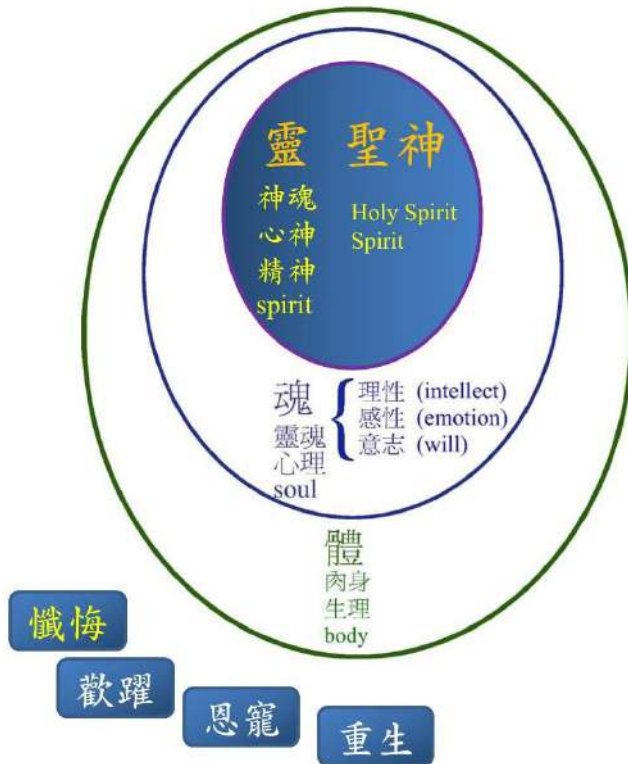 靈 聖神
神魂
心神
精神
spirit
Holy Spirit
Spirit
魂
靈魂
心理
soul
{
理性 (intellect)
感性 (emotion)
意志 (will)
體
肉身
生理
body
懺悔
歡躍
恩寵
重生